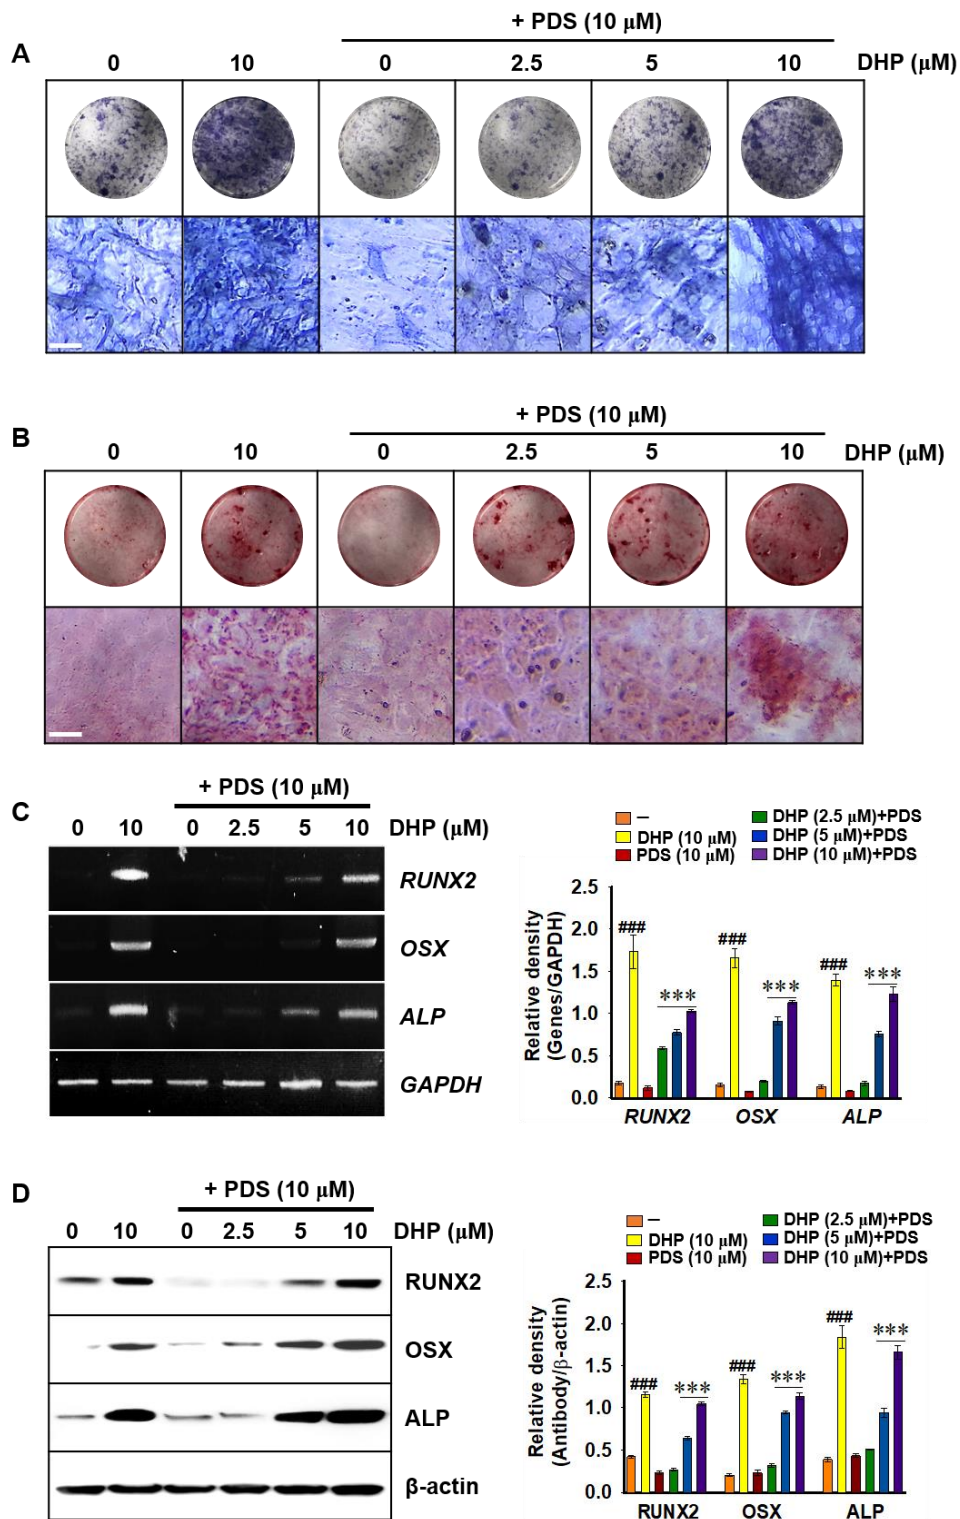 + PDS (10 μM)
A
0 10 0 2.5 5 10 DHP (μM)
+ PDS (10 μM)
B
0 10 0 2.5 5 10 DHP (μM)
+ PDS (10 μM)
C
0 10 0 2.5 5 10 DHP (μM)
RUNX2
OSX
ALP
GAPDH
– DHP (2.5 μM)+PDS
DHP (10 μM) DHP (5 μM)+PDS
PDS (10 μM) DHP (10 μM)+PDS
Relative density
(Genes/GAPDH)
2.5
2.0
1.5
1.0
0.5
0.0
### ### ###
*** *** ***
RUNX2 OSX ALP
D
+ PDS (10 μM)
0 10 0 2.5 5 10 DHP (μM)
RUNX2
OSX
ALP
β-actin
– DHP (2.5 μM)+PDS
DHP (10 μM) DHP (5 μM)+PDS
PDS (10 μM) DHP (10 μM)+PDS
Relative density
(Antibody/β-actin)
2.5
2.0
1.5
1.0
0.5
0.0
### ### ###
*** *** ***
RUNX2 OSX ALP